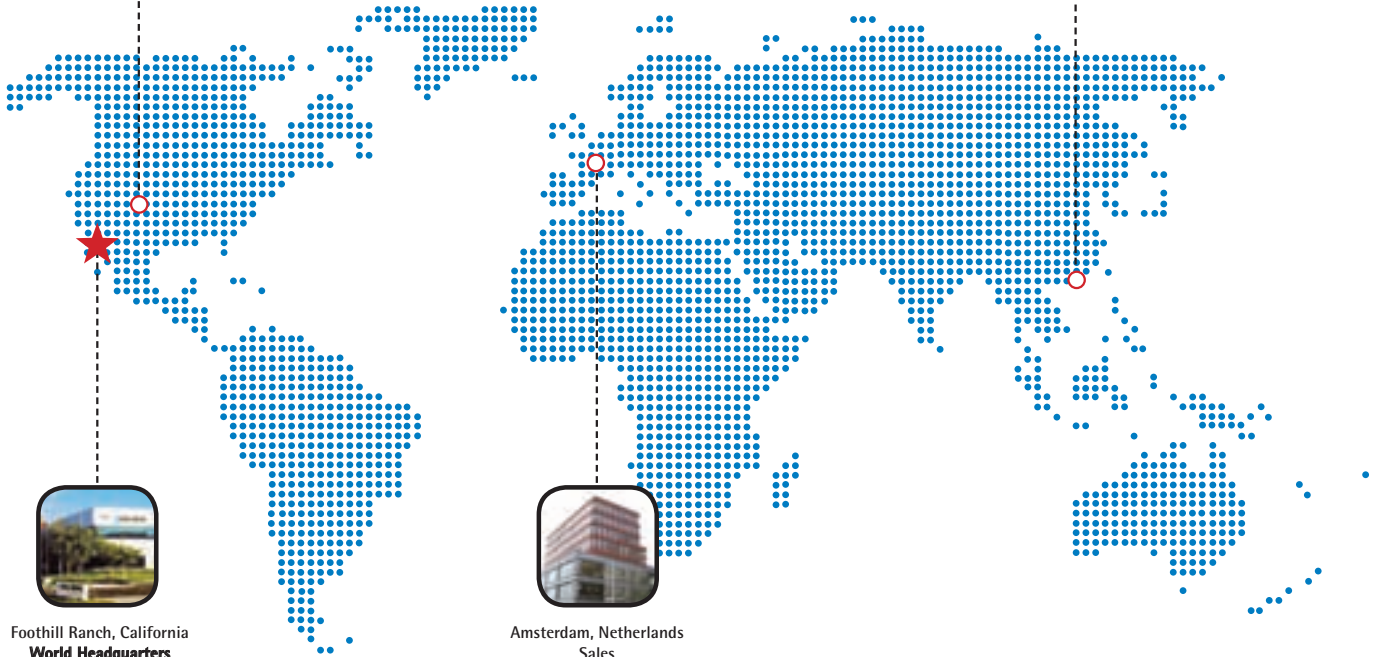 Foothill Ranch, California
World Headquarters
Amsterdam, Netherlands
Sales